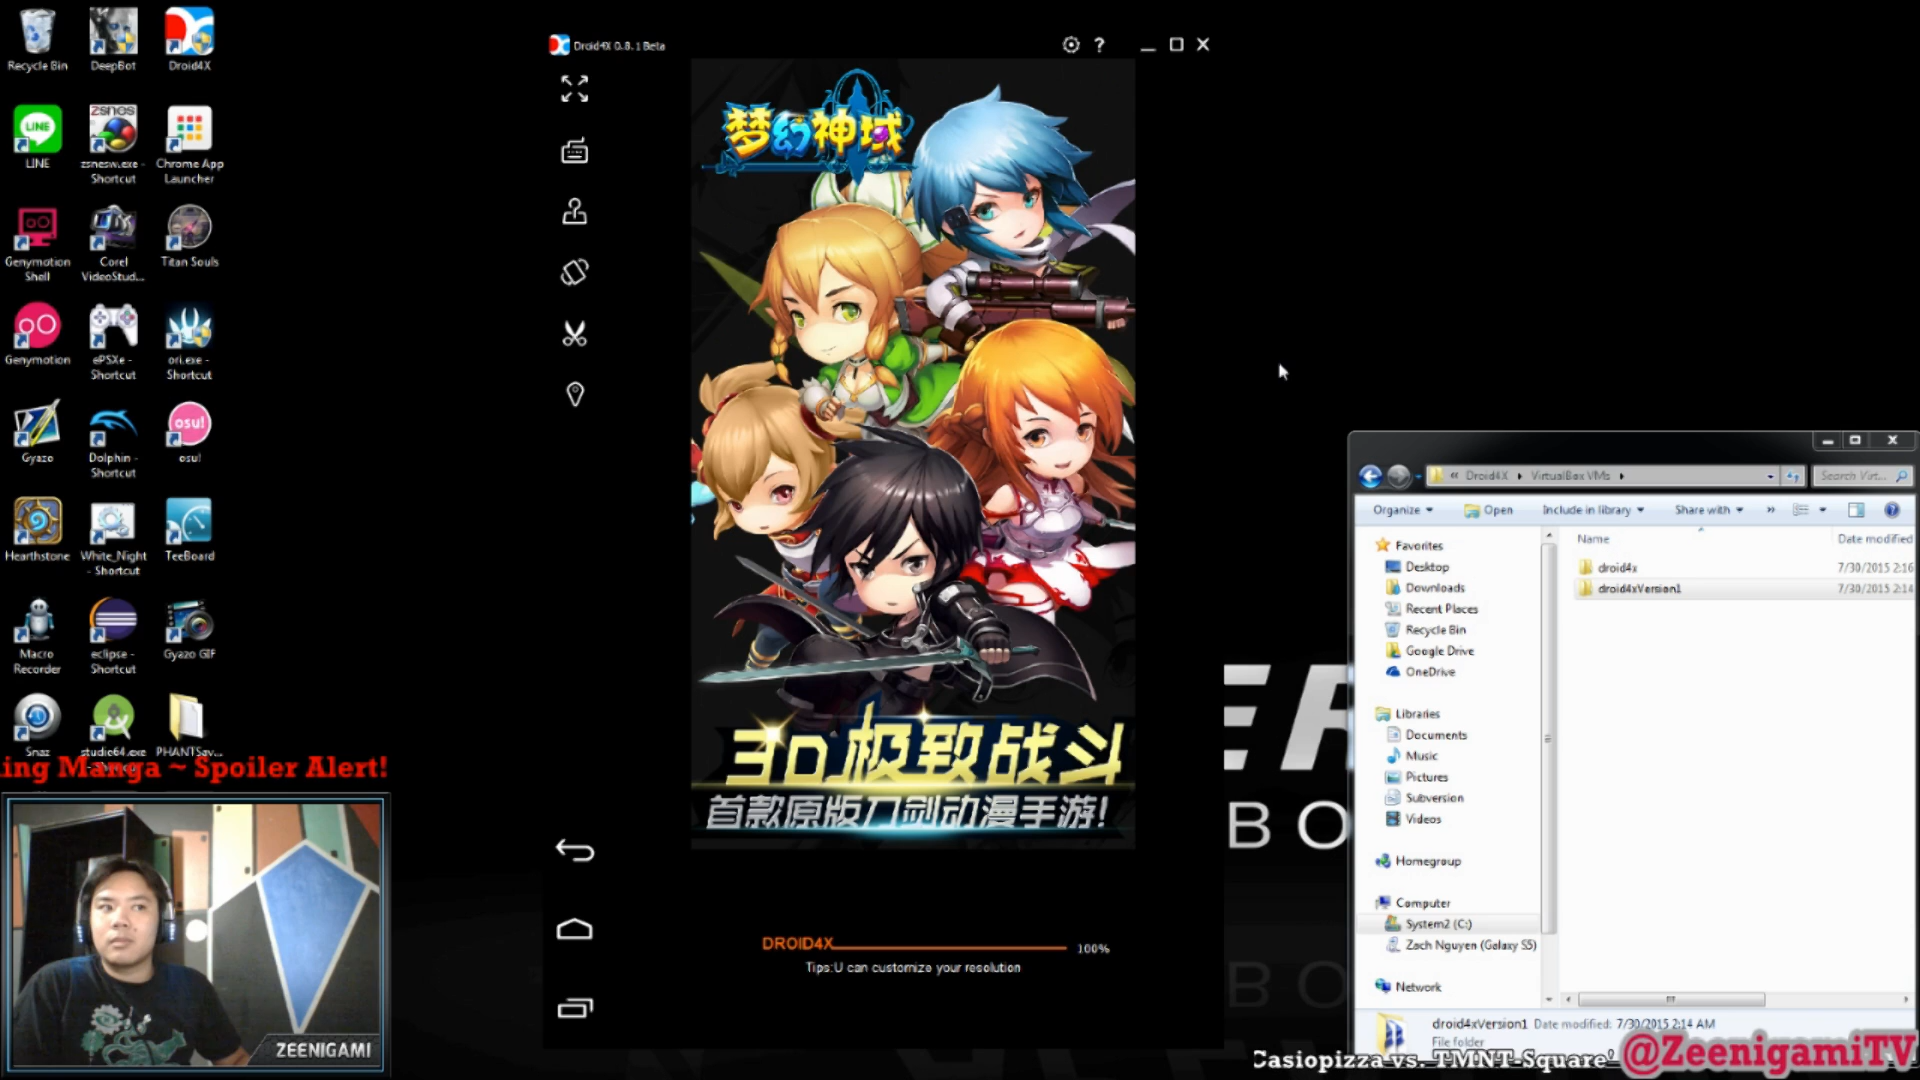 Recycle Bin
DeepBot
Droid4X
LINE
zsnesw.exe - Shortcut
Chrome App Launcher
Genymotion Shell
Corel VideoStud...
Titan Souls
Genymotion
ePSXe - Shortcut
ori.exe - Shortcut
Gyazo
Dolphin - Shortcut
osu!
Hearthstone
White_Night - Shortcut
TeeBoard
Macro Recorder
eclipse - Shortcut
Gyazo GIF
Snaz
studio64.exe
PHANTSav...
ing Manga ~ Spoiler Alert!
ZEENIGAMI
Droid4X 0.8.1 Beta
梦幻神域
3D极致战斗
首款原版刀剑动漫手游!
DROID4X
100%
Tips:U can customize your resolution
« Droid4X ▸ VirtualBox VMs ▸
Search Virt...
Organize
Open
Include in library
Share with
»
Name
Date modified
droid4x
7/30/2015 2:16
droid4xVersion1
7/30/2015 2:14
Favorites
Desktop
Downloads
Recent Places
Recycle Bin
Google Drive
OneDrive
Libraries
Documents
Music
Pictures
Subversion
Videos
Homegroup
Computer
System2 (C:)
Zach Nguyen (Galaxy S5)
Network
droid4xVersion1 Date modified: 7/30/2015 2:14 AM
File folder
Casiopizza vs. TMNT-Square'
@ZeenigamiTV